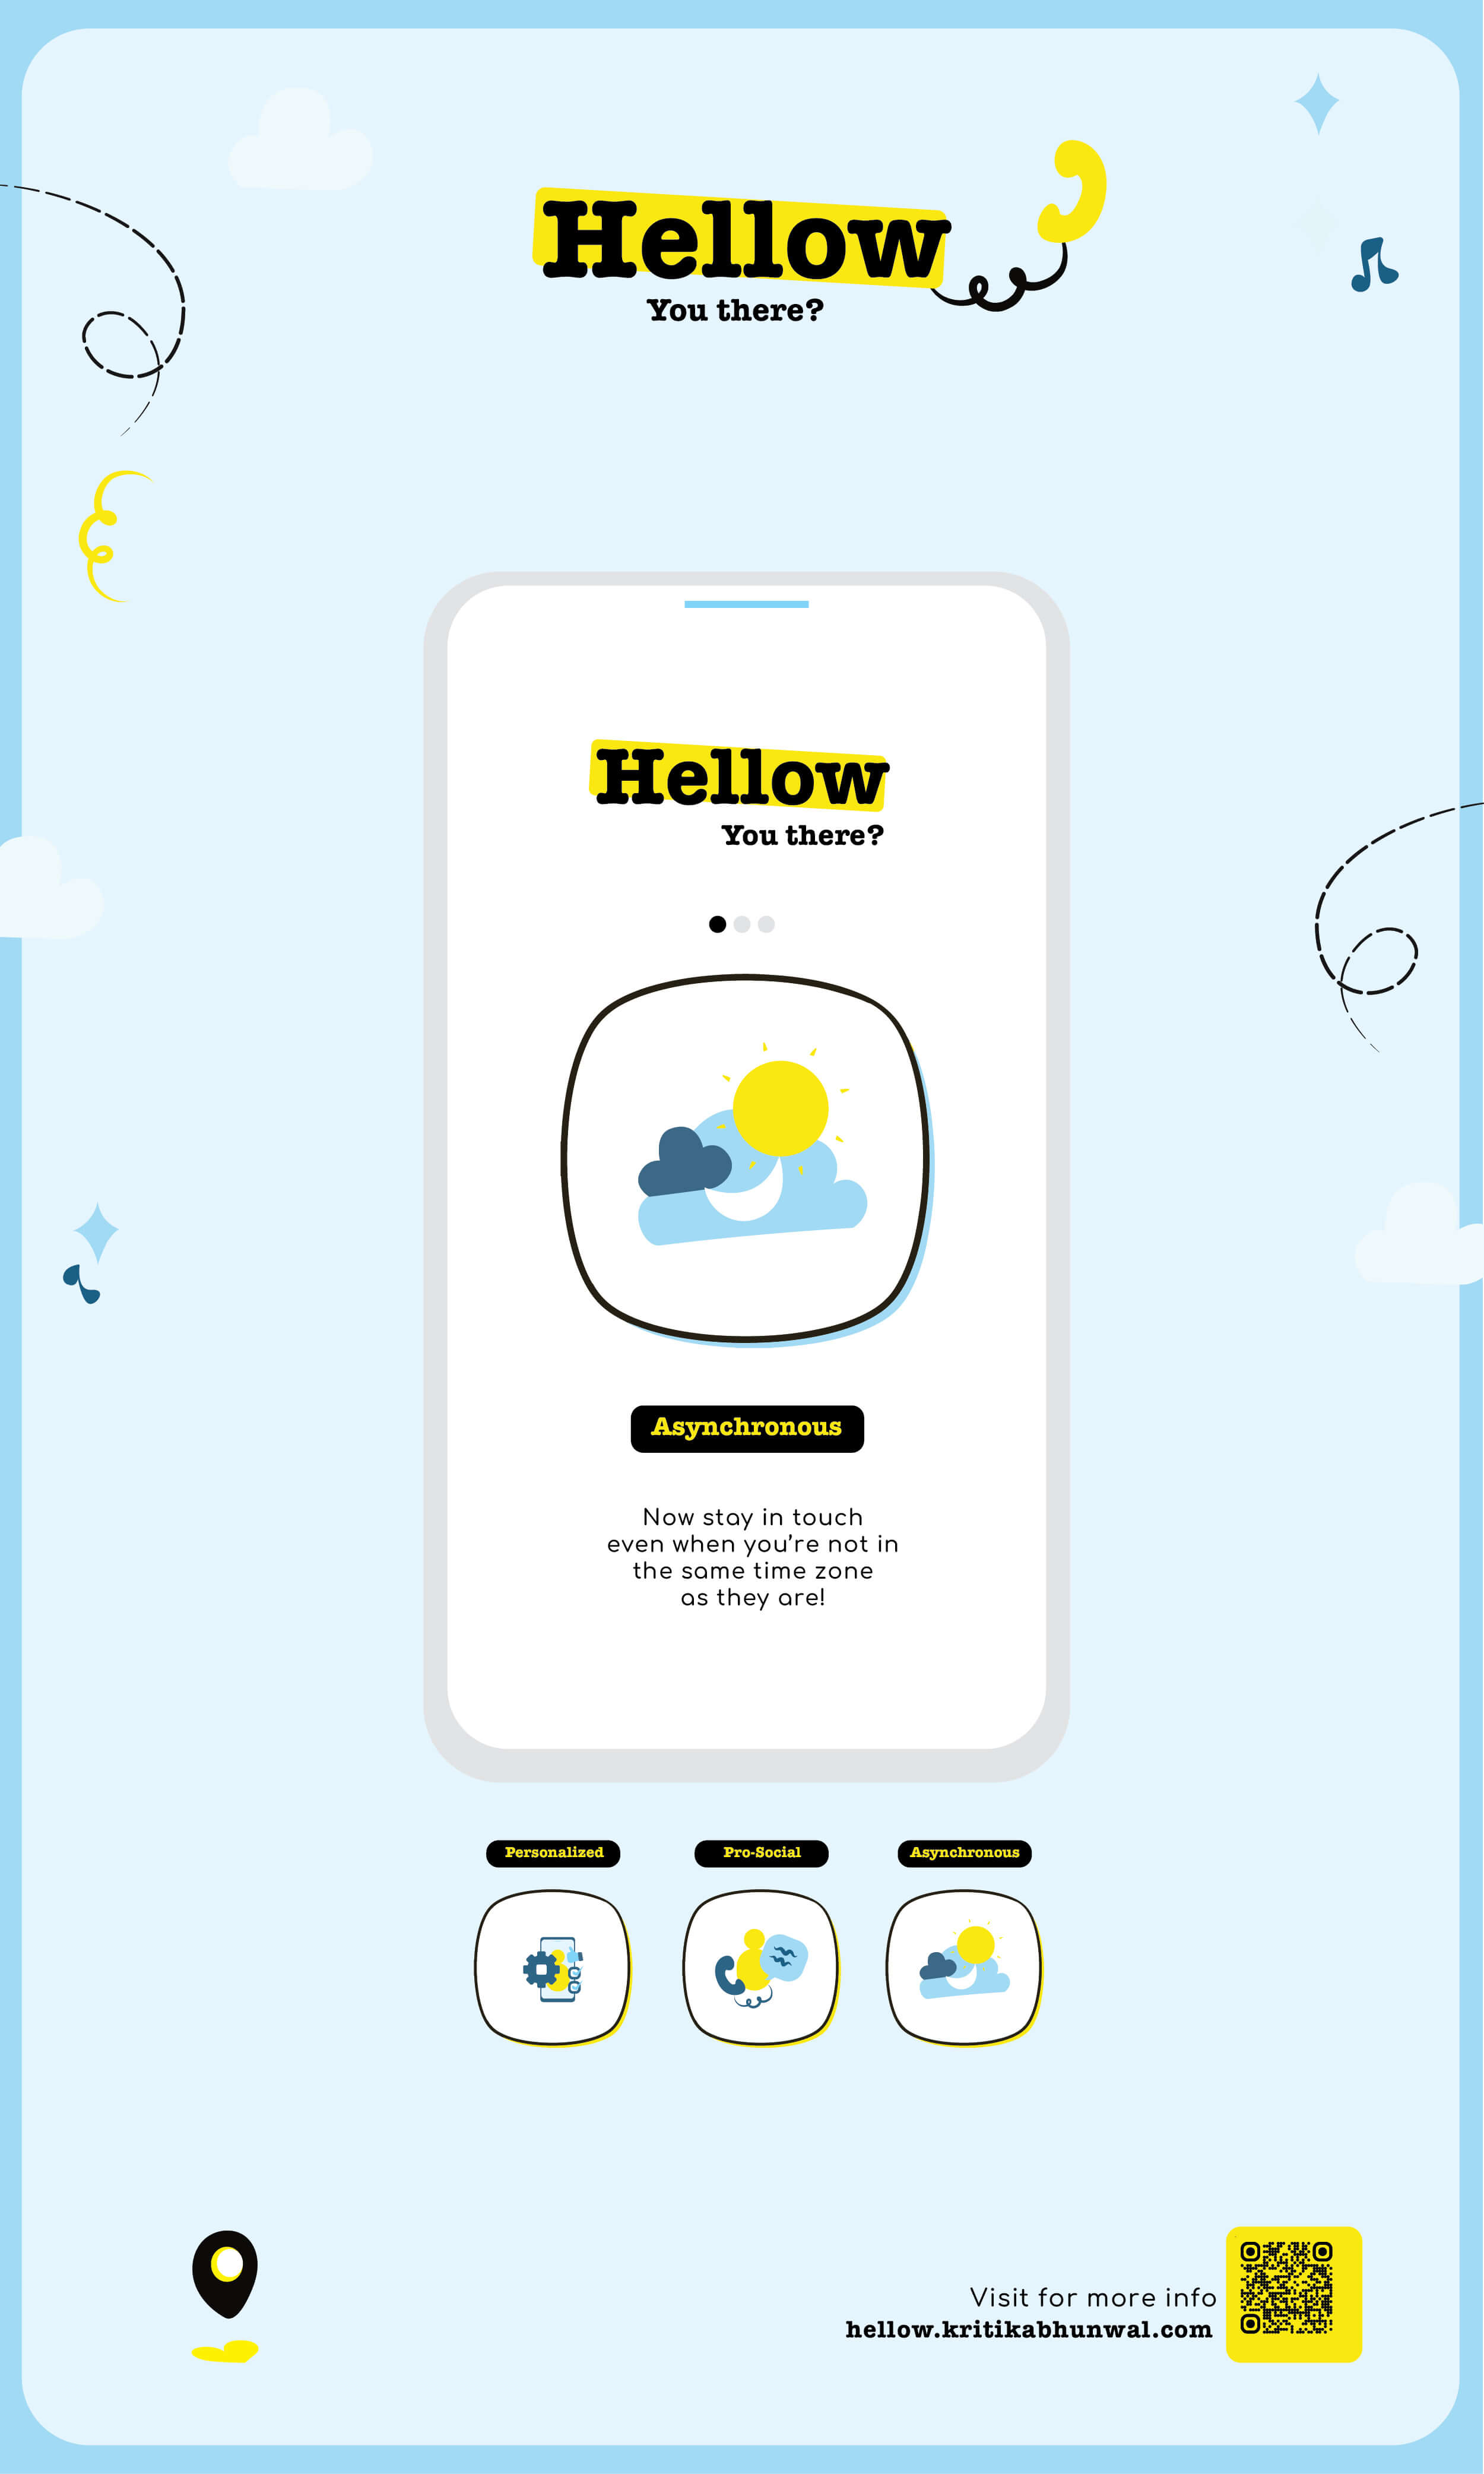 Hellow
You there?
Hellow
You there?
Asynchronous
Now stay in touch
even when you’re not in
the same time zone
as they are!
Personalized
Pro-Social
Asynchronous
Visit for more info
hellow.kritikabhunwal.com